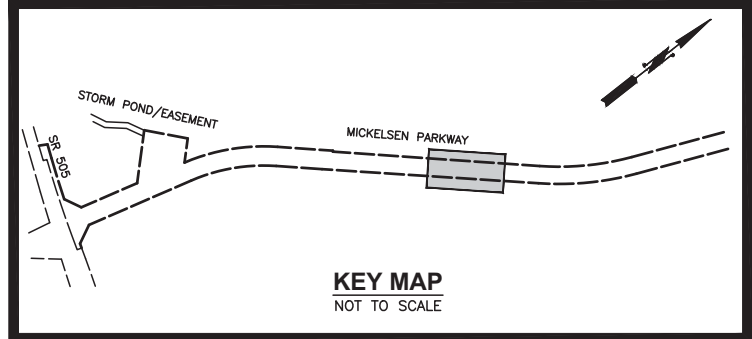 STORM POND/EASEMENT
MICKELSEN PARKWAY
SR 505
KEY MAP
NOT TO SCALE